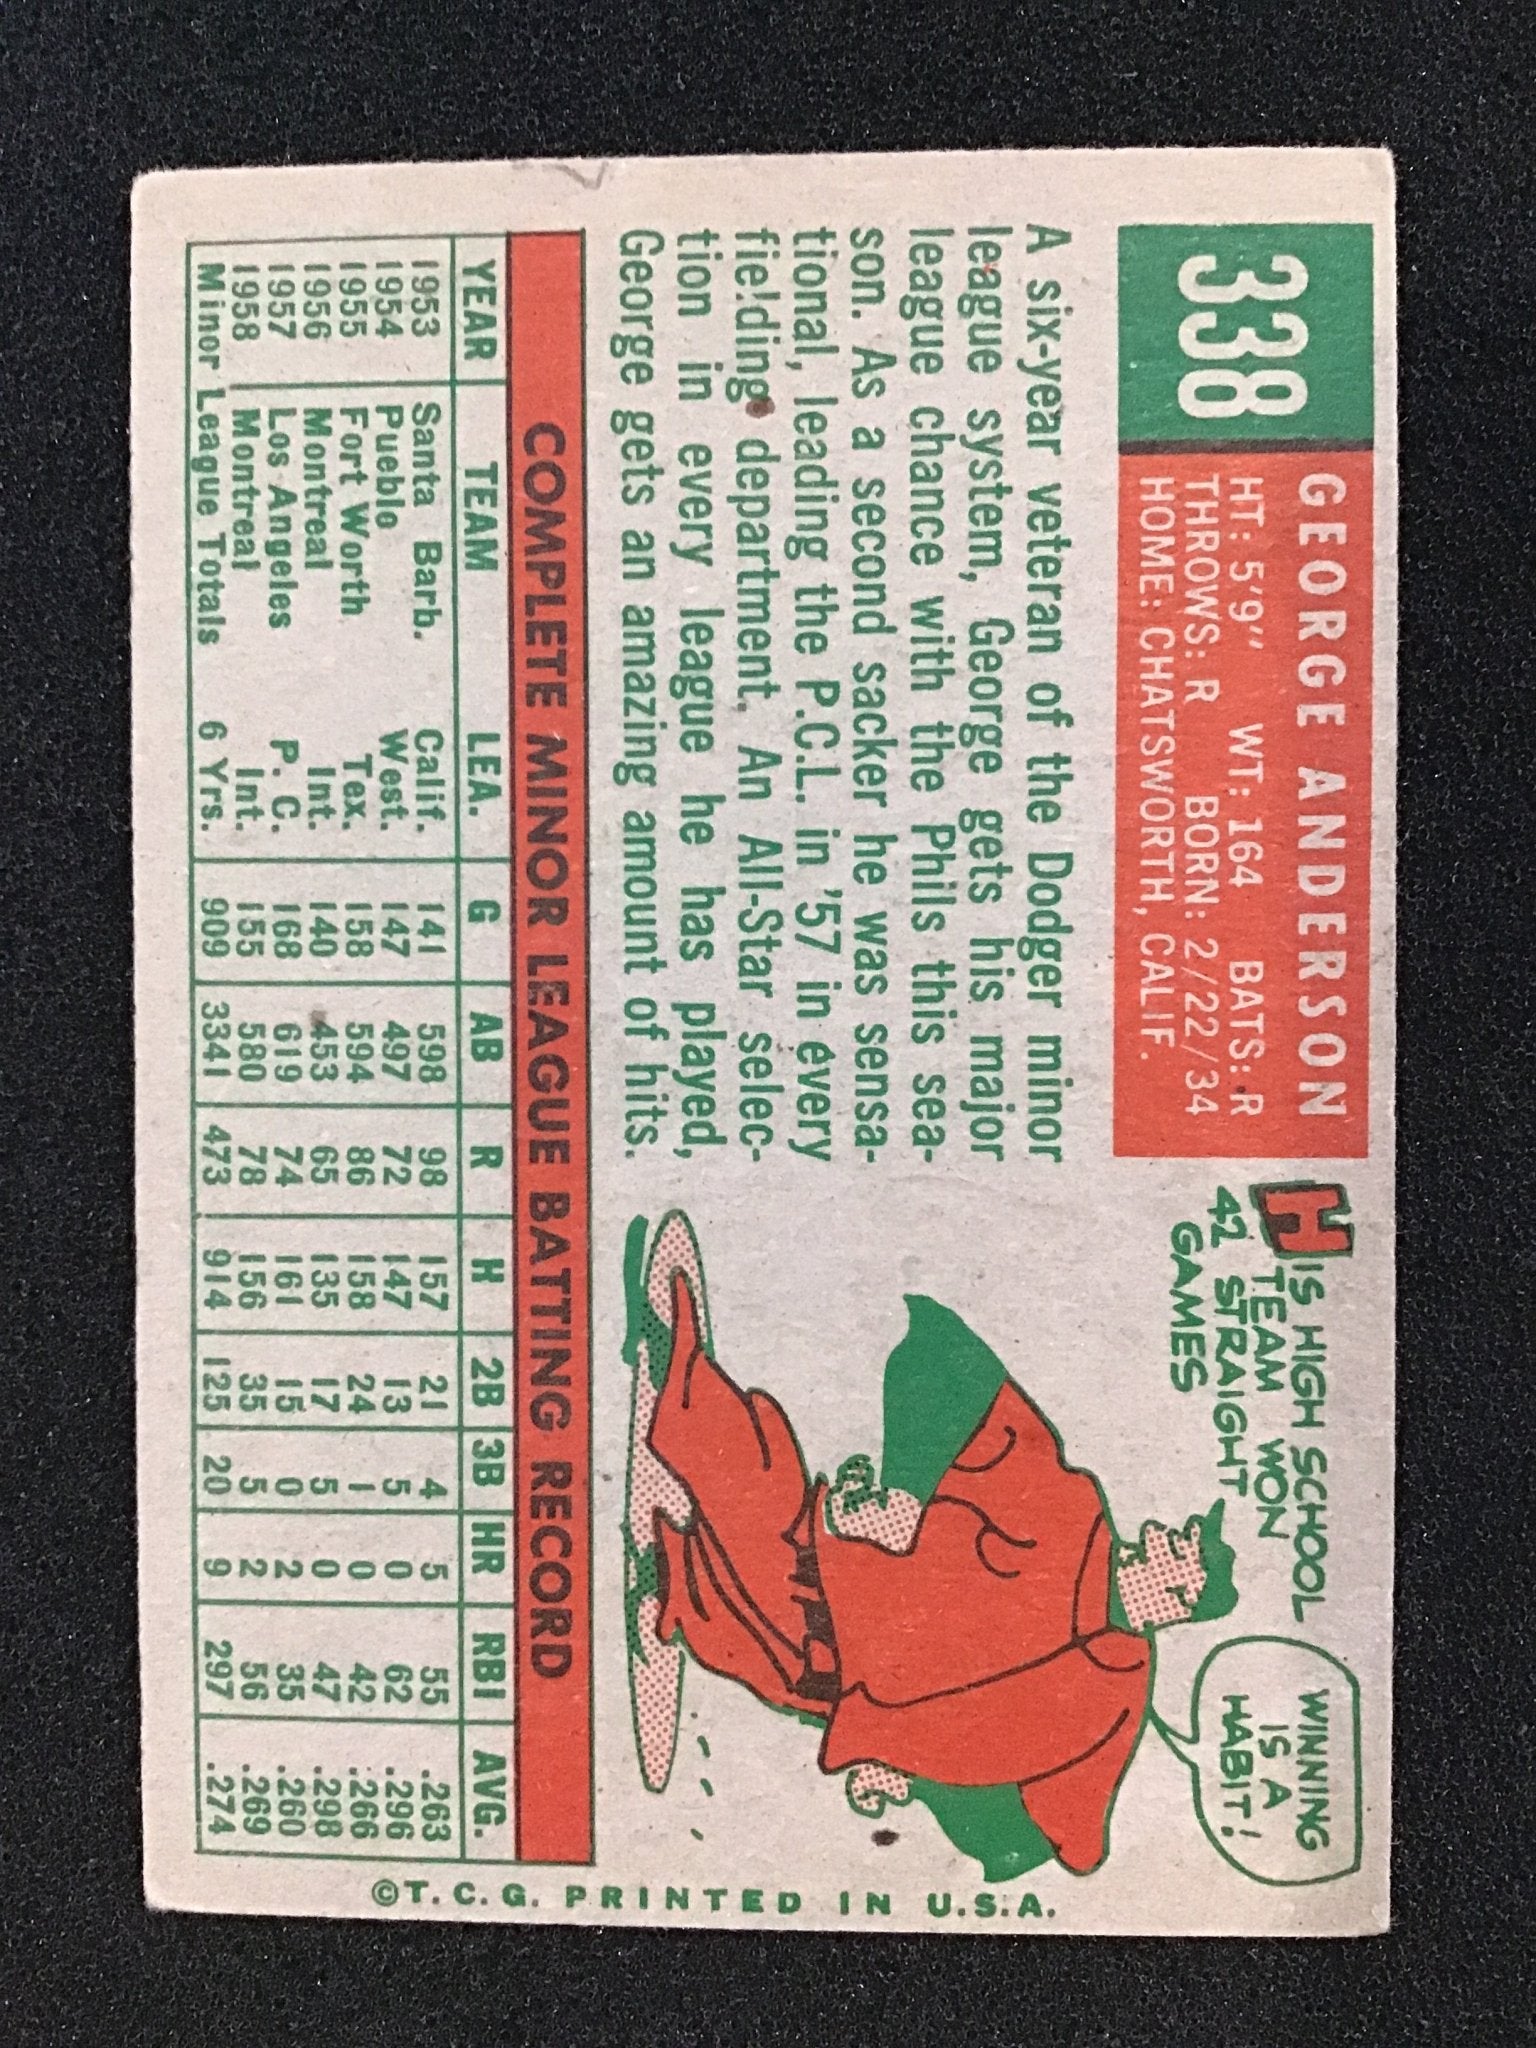 338
GEORGE ANDERSON
HT: 5'9" WT: 164 BATS: R
THROWS: R BORN: 2/22/34
HOME: CHATSWORTH, CALIF.
A six-year veteran of the Dodger minor
league system, George gets his major
league chance with the Phils this sea-
son. As a second sacker he was sensa-
tional, leading the P.C.L. in '57 in every
fielding department. An All-Star selec-
tion in every league he has played,
George gets an amazing amount of hits.
HIS HIGH SCHOOL
TEAM WON
42 STRAIGHT
GAMES
WINNING
IS A
HABIT!
COMPLETE MINOR LEAGUE BATTING RECORD
YEAR TEAM LEA. G AB R H 2B 3B HR RBI AVG.
1953 Santa Barb. Calif. 141 598 98 157 21 4 5 55 .263
1954 Pueblo West. 147 497 72 147 13 5 0 62 .296
1955 Fort Worth Tex. 158 594 86 158 24 1 0 42 .266
1956 Montreal Int. 140 453 65 135 17 5 0 47 .298
1957 Los Angeles P. C. 168 619 74 161 15 0 2 35 .260
1958 Montreal Int. 155 580 78 156 35 5 2 56 .269
Minor League Totals 6 Yrs. 909 3341 473 914 125 20 9 297 .274
©T. C. G. PRINTED IN U.S.A.